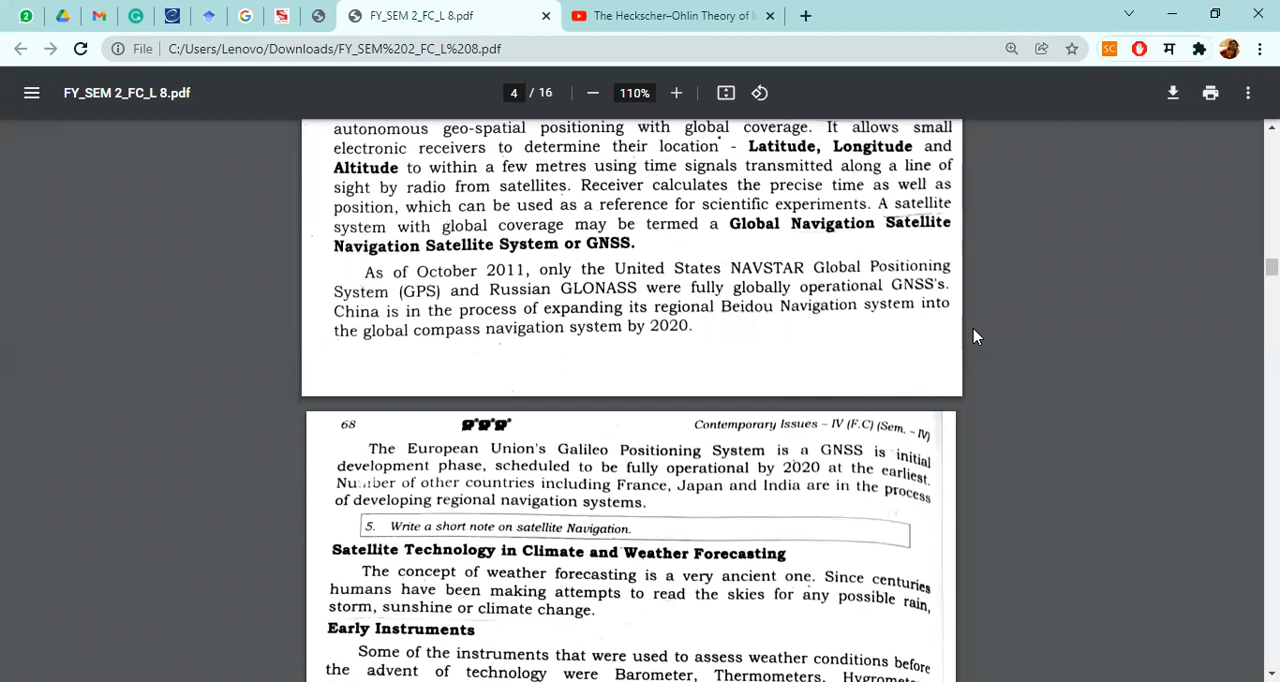 FY_SEM 2_FC_L 8.pdf
The Heckscher–Ohlin Theory of I
File
C:/Users/Lenovo/Downloads/FY_SEM%202_FC_L%208.pdf
FY_SEM 2_FC_L 8.pdf
4 / 16
110%
autonomous geo-spatial positioning with global coverage. It allows small
electronic receivers to determine their location - Latitude, Longitude and
Altitude to within a few metres using time signals transmitted along a line of
sight by radio from satellites. Receiver calculates the precise time as well as
position, which can be used as a reference for scientific experiments. A satellite
system with global coverage may be termed a Global Navigation Satellite
Navigation Satellite System or GNSS.
As of October 2011, only the United States NAVSTAR Global Positioning
System (GPS) and Russian GLONASS were fully globally operational GNSS's.
China is in the process of expanding its regional Beidou Navigation system into
the global compass navigation system by 2020.
68
Contemporary Issues - IV (F.C) (Sem. - IV)
The European Union's Galileo Positioning System is a GNSS is initial
development phase, scheduled to be fully operational by 2020 at the earliest.
Number of other countries including France, Japan and India are in the process
of developing regional navigation systems.
5. Write a short note on satellite Navigation.
Satellite Technology in Climate and Weather Forecasting
The concept of weather forecasting is a very ancient one. Since centuries
humans have been making attempts to read the skies for any possible rain,
storm, sunshine or climate change.
Early Instruments
Some of the instruments that were used to assess weather conditions before
the advent of technology were Barometer, Thermometers,